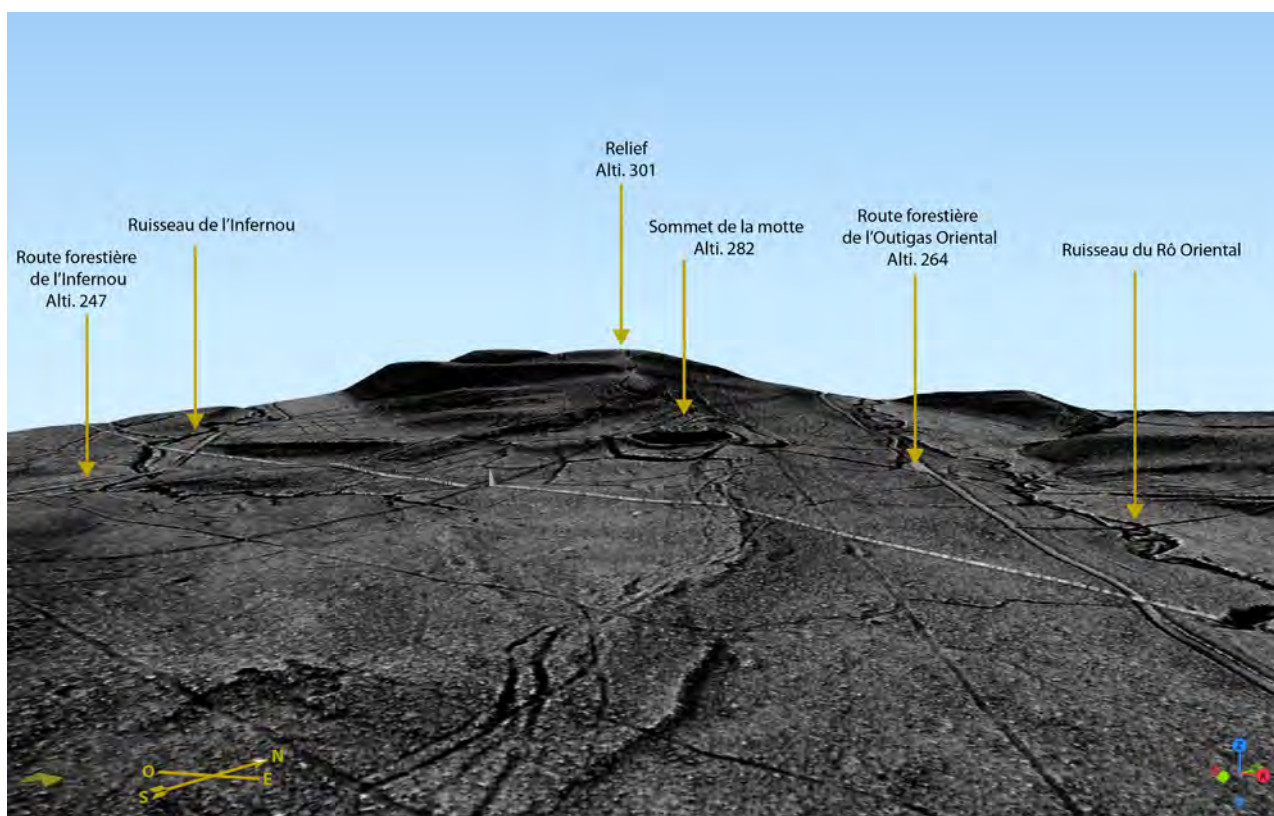 Relief
Alti. 301
Ruisseau de l'Infernou
Sommet de la motte
Alti. 282
Route forestière
de l'Outigas Oriental
Alti. 264
Ruisseau du Rô Oriental
Route forestière
de l'Infernou
Alti. 247
N
O
E
S
Z
X